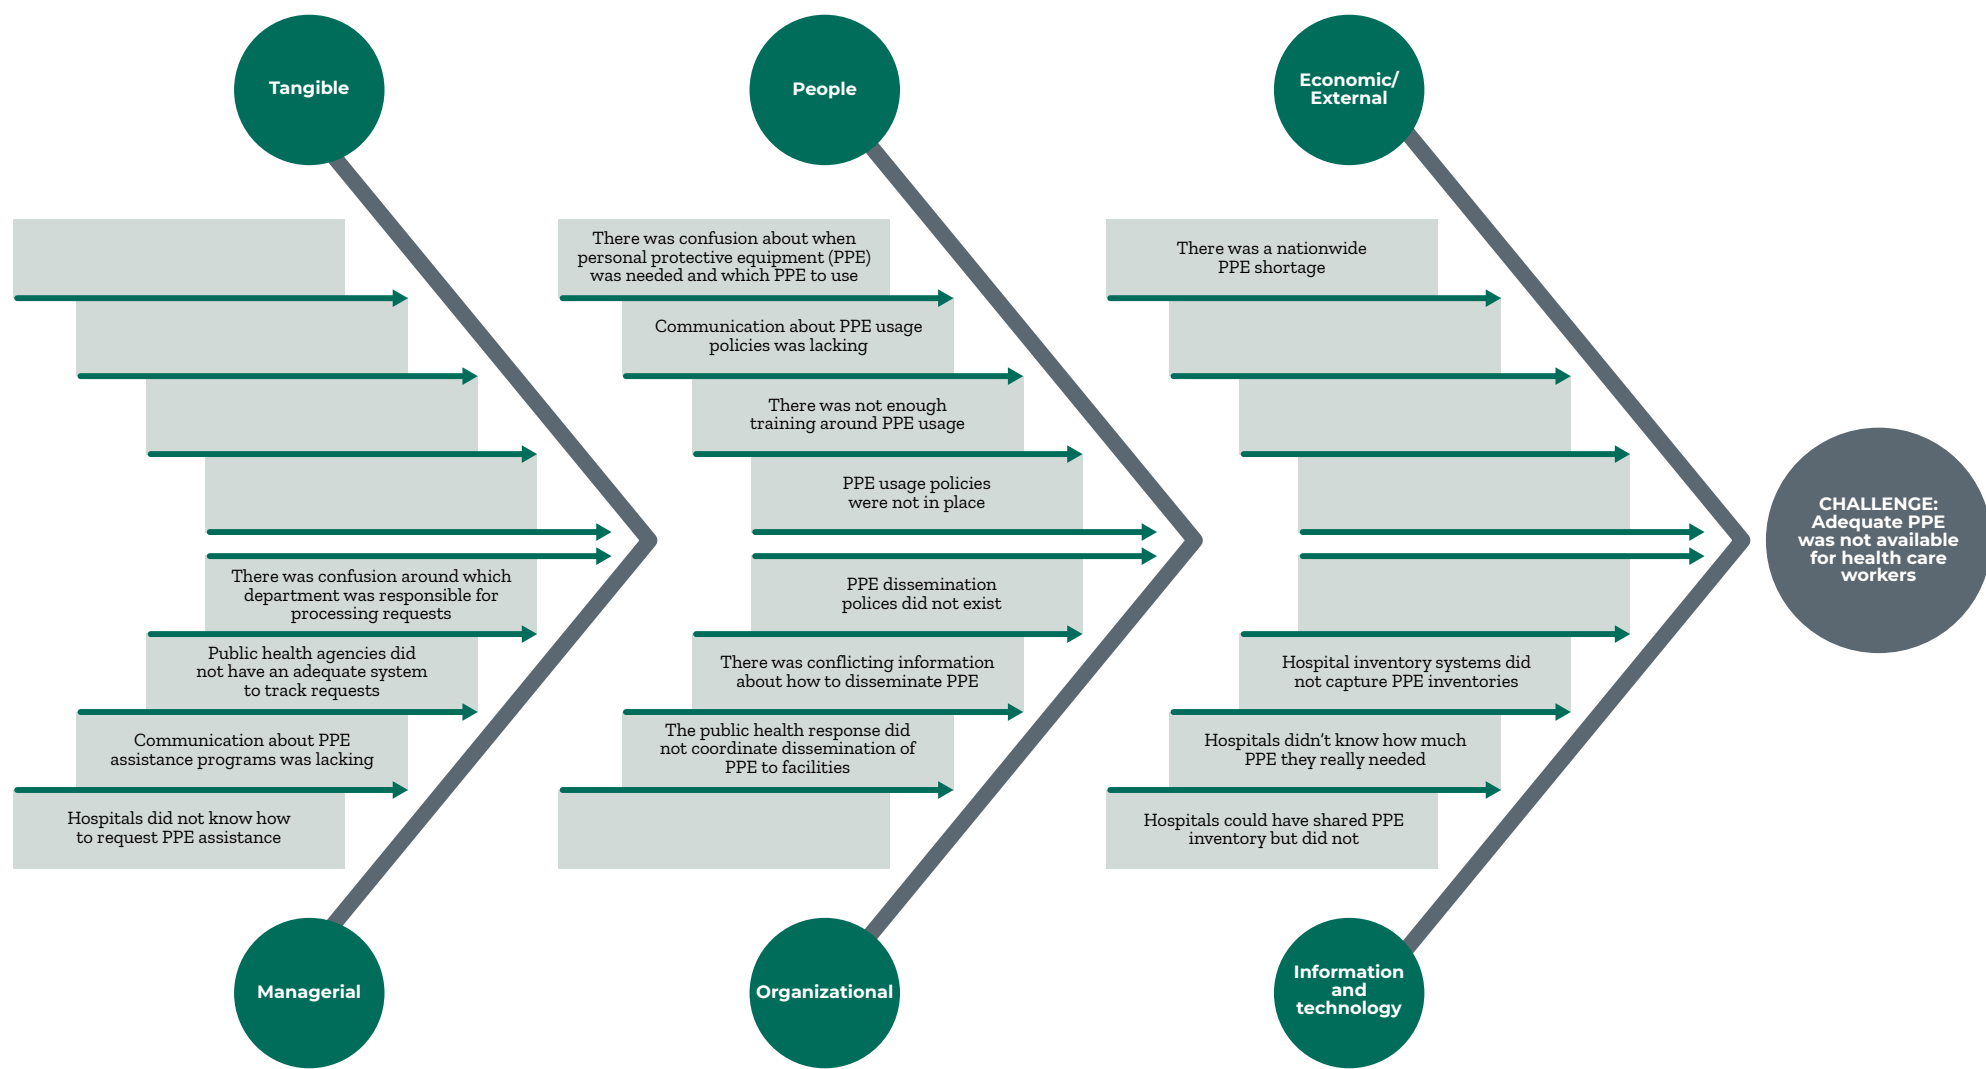 Tangible
People
Economic/
External
There was confusion about when
personal protective equipment (PPE)
was needed and which PPE to use
There was a nationwide
PPE shortage
Communication about PPE usage
policies was lacking
There was not enough
training around PPE usage
PPE usage policies
were not in place
CHALLENGE:
Adequate PPE
was not available
for health care
workers
There was confusion around which
department was responsible for
processing requests
PPE dissemination
polices did not exist
Public health agencies did
not have an adequate system
to track requests
There was conflicting information
about how to disseminate PPE
Hospital inventory systems did
not capture PPE inventories
Communication about PPE
assistance programs was lacking
The public health response did
not coordinate dissemination of
PPE to facilities
Hospitals didn’t know how much
PPE they really needed
Hospitals did not know how
to request PPE assistance
Hospitals could have shared PPE
inventory but did not
Managerial
Organizational
Information
and
technology